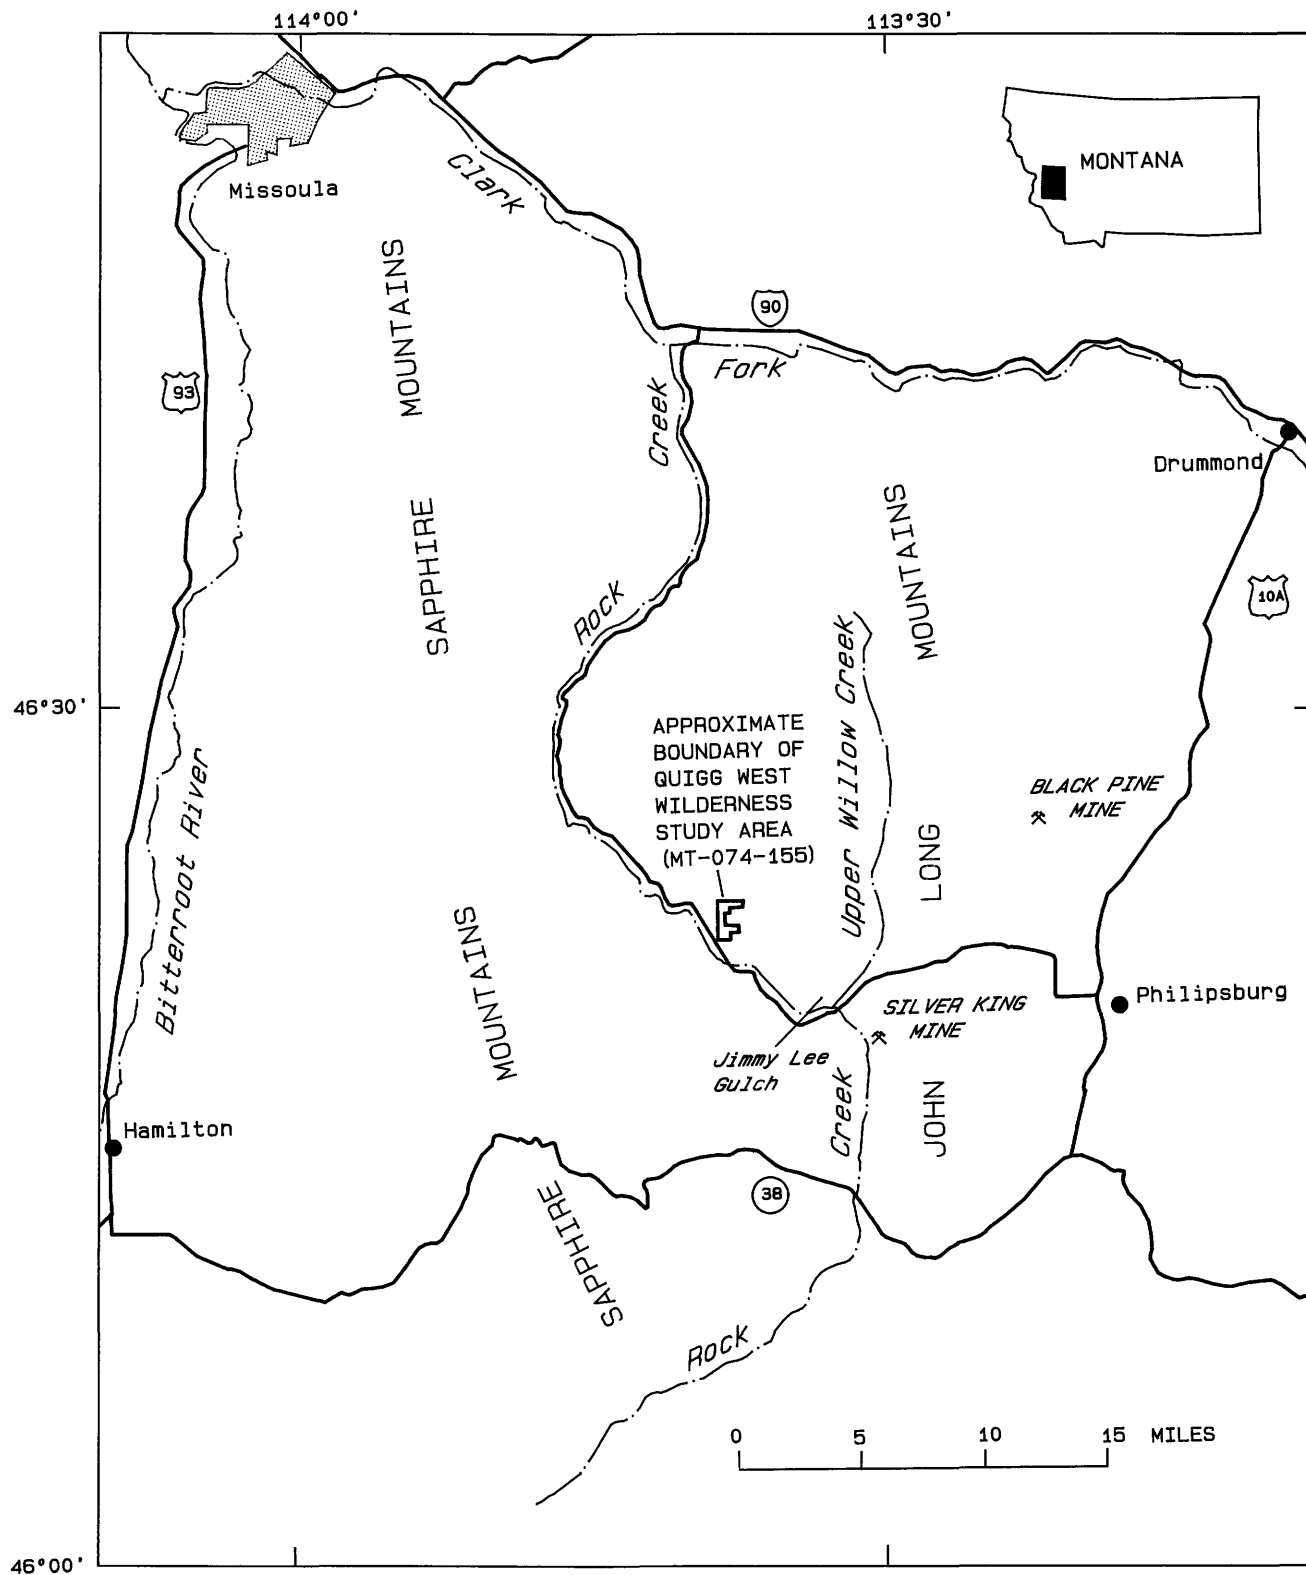 114°00'
113°30'
MONTANA
Missoula
Clark
MOUNTAINS
90
Fork
93
Creek
Drummond
SAPPHIRE
MOUNTAINS
10A
Rock
Upper Willow Creek
46°30'
APPROXIMATE
BOUNDARY OF
QUIGG WEST
WILDERNESS
STUDY AREA
(MT-074-155)
Bitterroot River
BLACK PINE
MINE
LONG
MOUNTAINS
Philipsburg
SILVER KING
MINE
Jimmy Lee
Gulch
Creek
JOHN
Hamilton
38
SAPPHIRE
Rock
0 5 10 15 MILES
46°00'